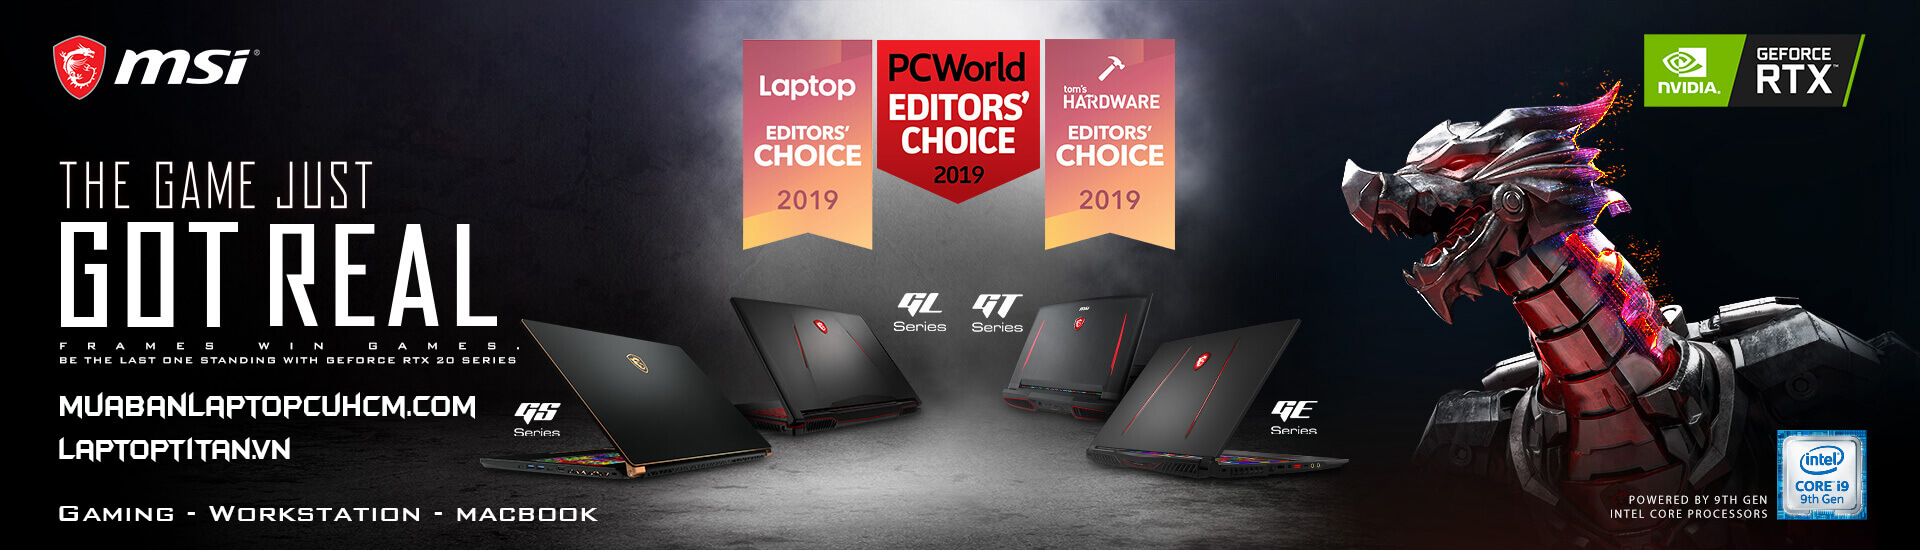 msi
THE GAME JUST
GOT REAL
FRAMES WIN GAMES.
BE THE LAST ONE STANDING WITH GEFORCE RTX 20 SERIES
MUABANLAPTOPCUHCM.COM
LAPTOPTITAN.VN
GAMING - WORKSTATION - MACBOOK
Laptop
EDITORS'
CHOICE
2019
PCWorld
EDITORS'
CHOICE
2019
tom's
HARDWARE
EDITORS'
CHOICE
2019
GS
Series
GL
Series
GT
Series
GE
Series
msi
NVIDIA.
GEFORCE
RTX™
POWERED BY 9TH GEN
INTEL CORE PROCESSORS
intel
CORE i9
9th Gen